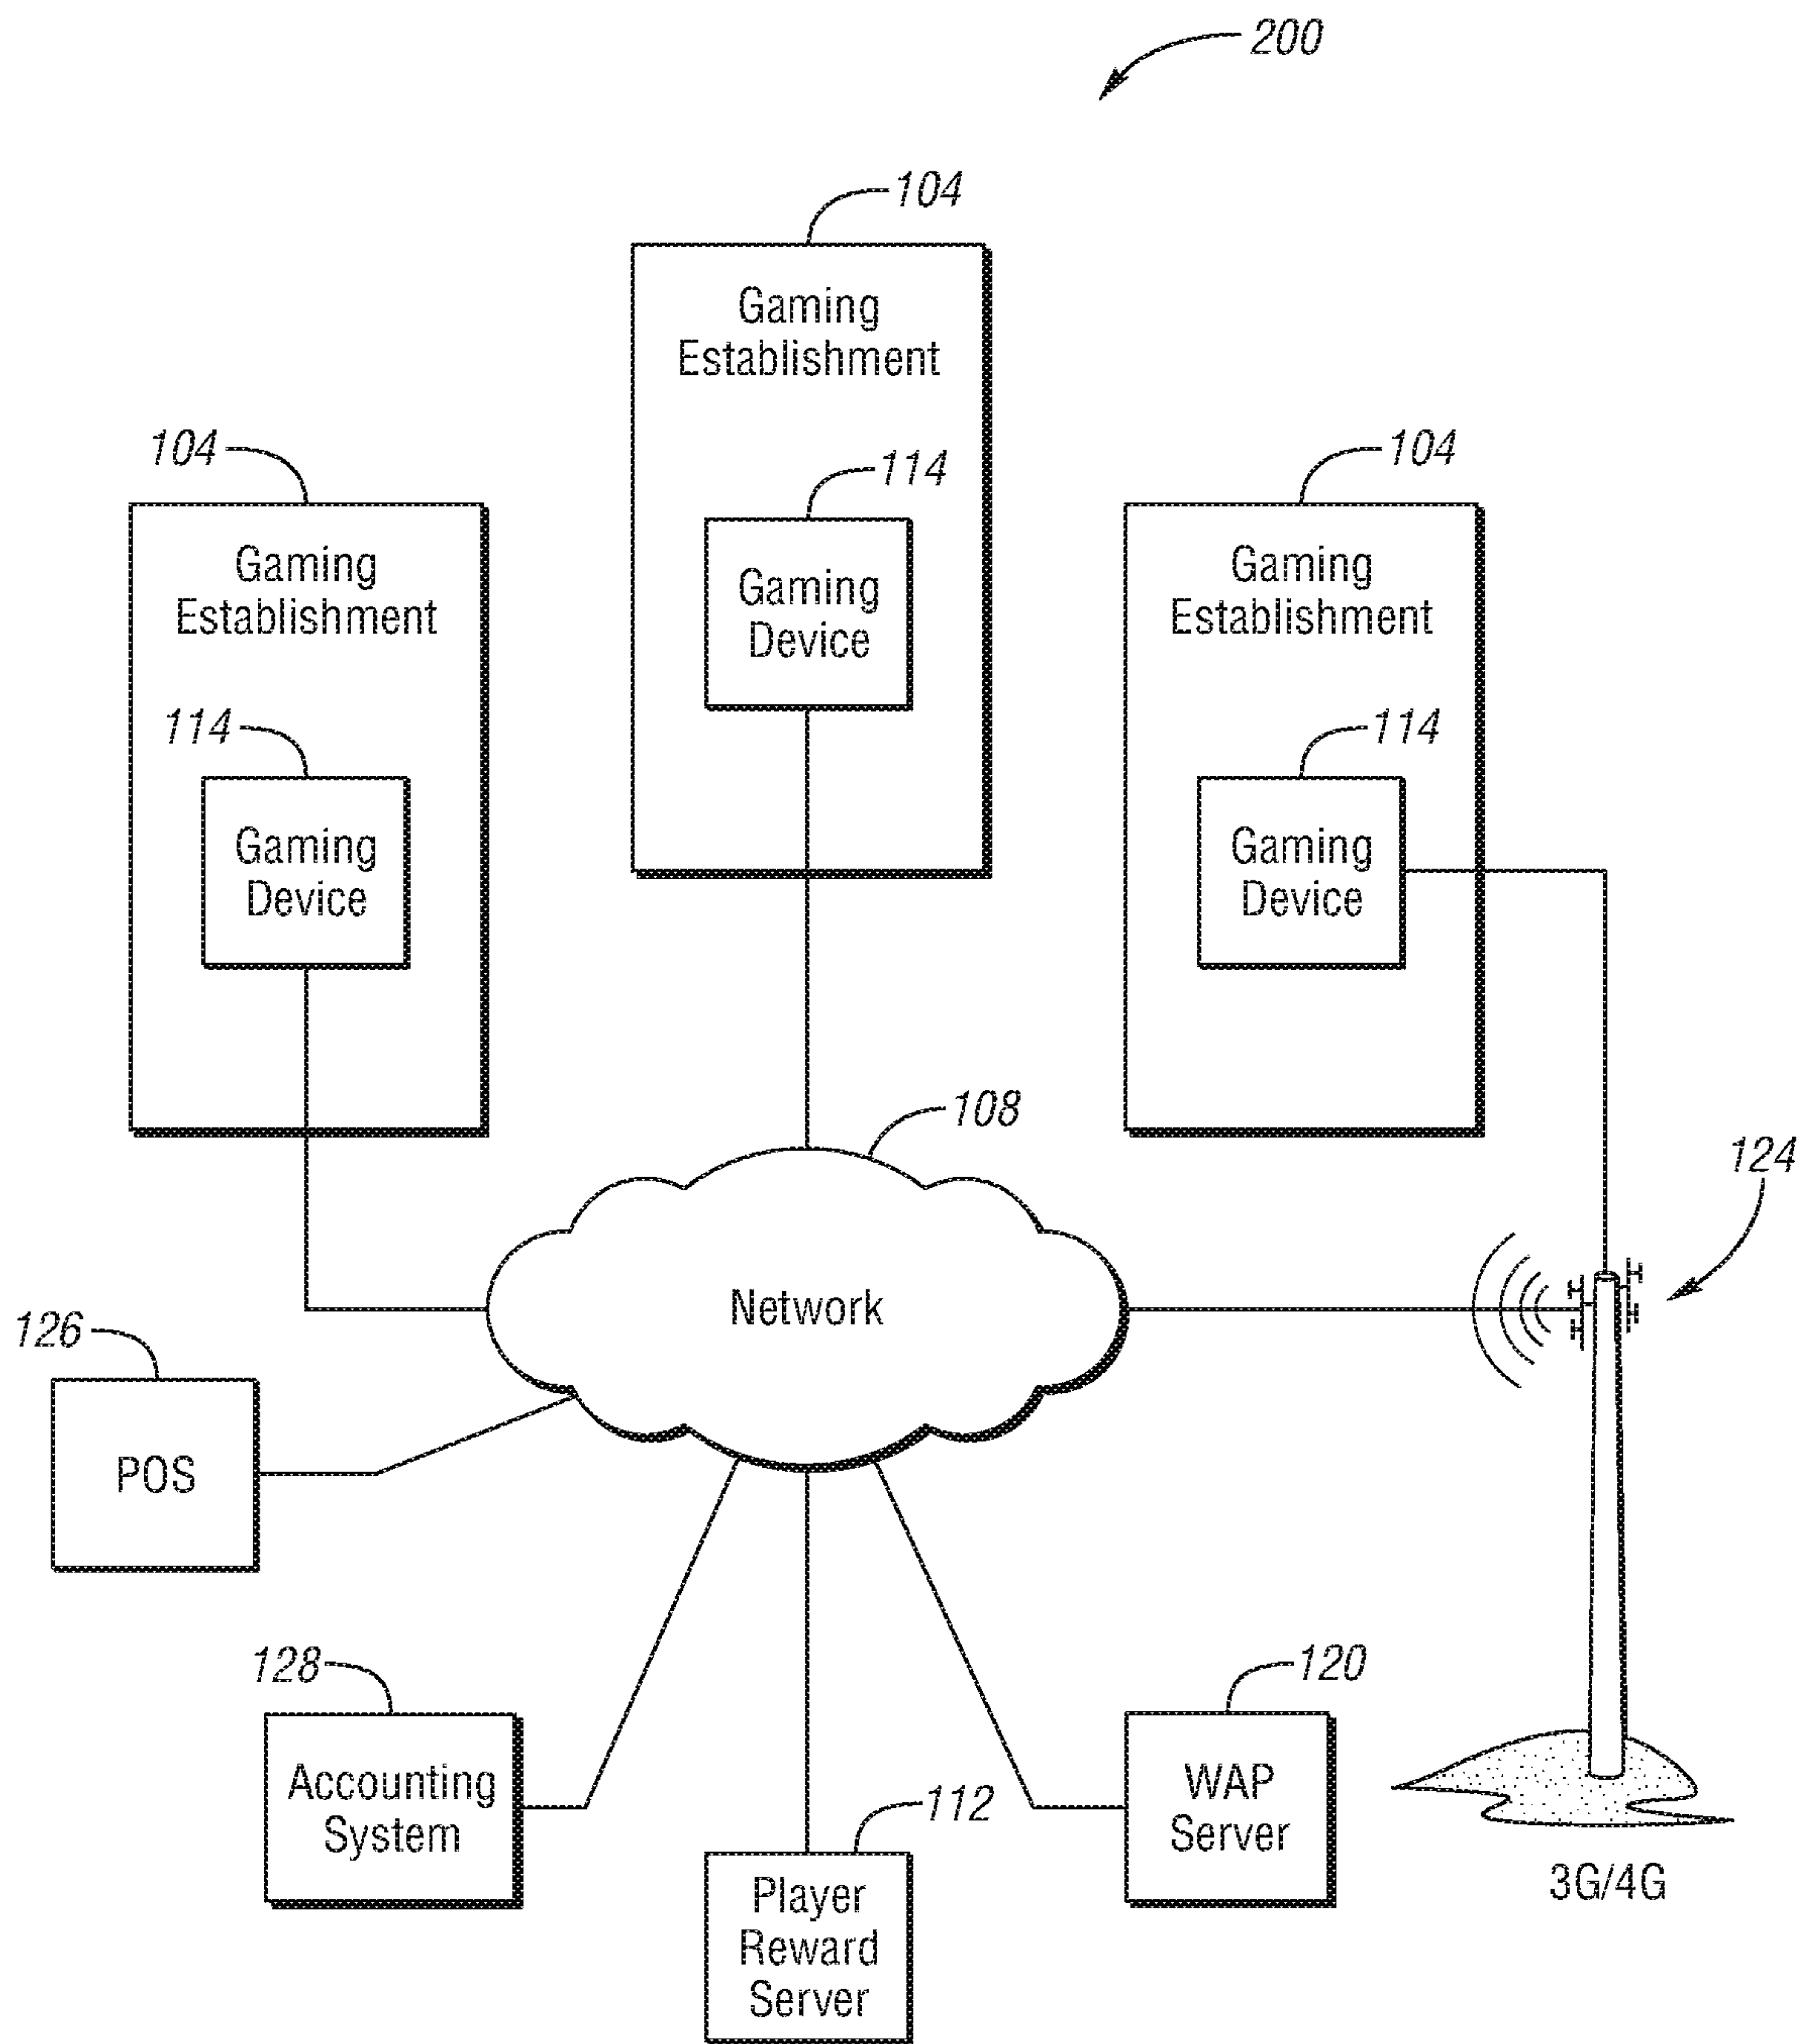 200
104
Gaming
Establishment
114
Gaming
Device
104
Gaming
Establishment
114
Gaming
Device
104
Gaming
Establishment
114
Gaming
Device
108
Network
124
126
POS
128
Accounting
System
112
Player
Reward
Server
120
WAP
Server
3G/4G